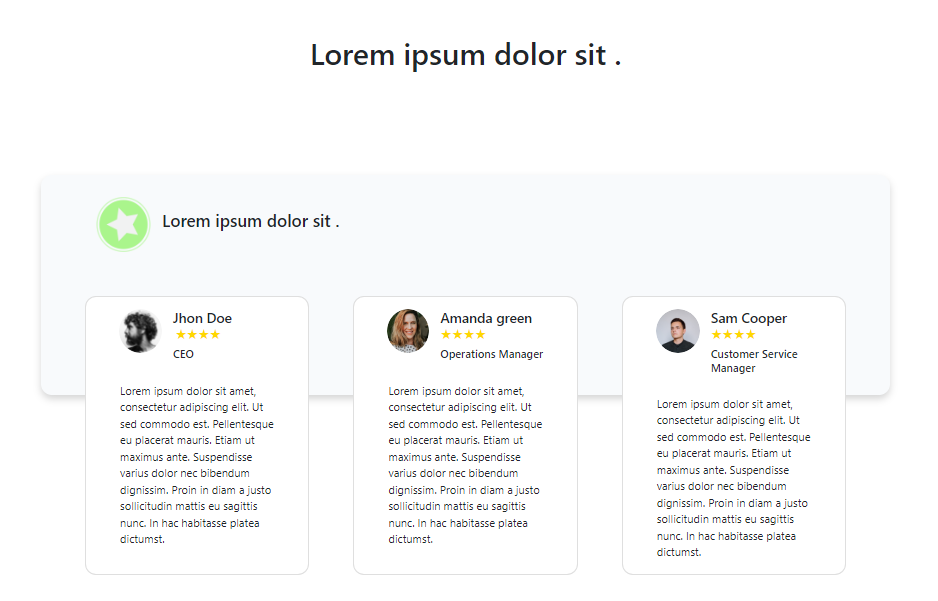 Lorem ipsum dolor sit .
Lorem ipsum dolor sit .
Jhon Doe
★★★★
CEO
Lorem ipsum dolor sit amet,
consectetur adipiscing elit. Ut
sed commodo est. Pellentesque
eu placerat mauris. Etiam ut
maximus ante. Suspendisse
varius dolor nec bibendum
dignissim. Proin in diam a justo
sollicitudin mattis eu sagittis
nunc. In hac habitasse platea
dictumst.
Amanda green
★★★★
Operations Manager
Lorem ipsum dolor sit amet,
consectetur adipiscing elit. Ut
sed commodo est. Pellentesque
eu placerat mauris. Etiam ut
maximus ante. Suspendisse
varius dolor nec bibendum
dignissim. Proin in diam a justo
sollicitudin mattis eu sagittis
nunc. In hac habitasse platea
dictumst.
Sam Cooper
★★★★
Customer Service
Manager
Lorem ipsum dolor sit amet,
consectetur adipiscing elit. Ut
sed commodo est. Pellentesque
eu placerat mauris. Etiam ut
maximus ante. Suspendisse
varius dolor nec bibendum
dignissim. Proin in diam a justo
sollicitudin mattis eu sagittis
nunc. In hac habitasse platea
dictumst.